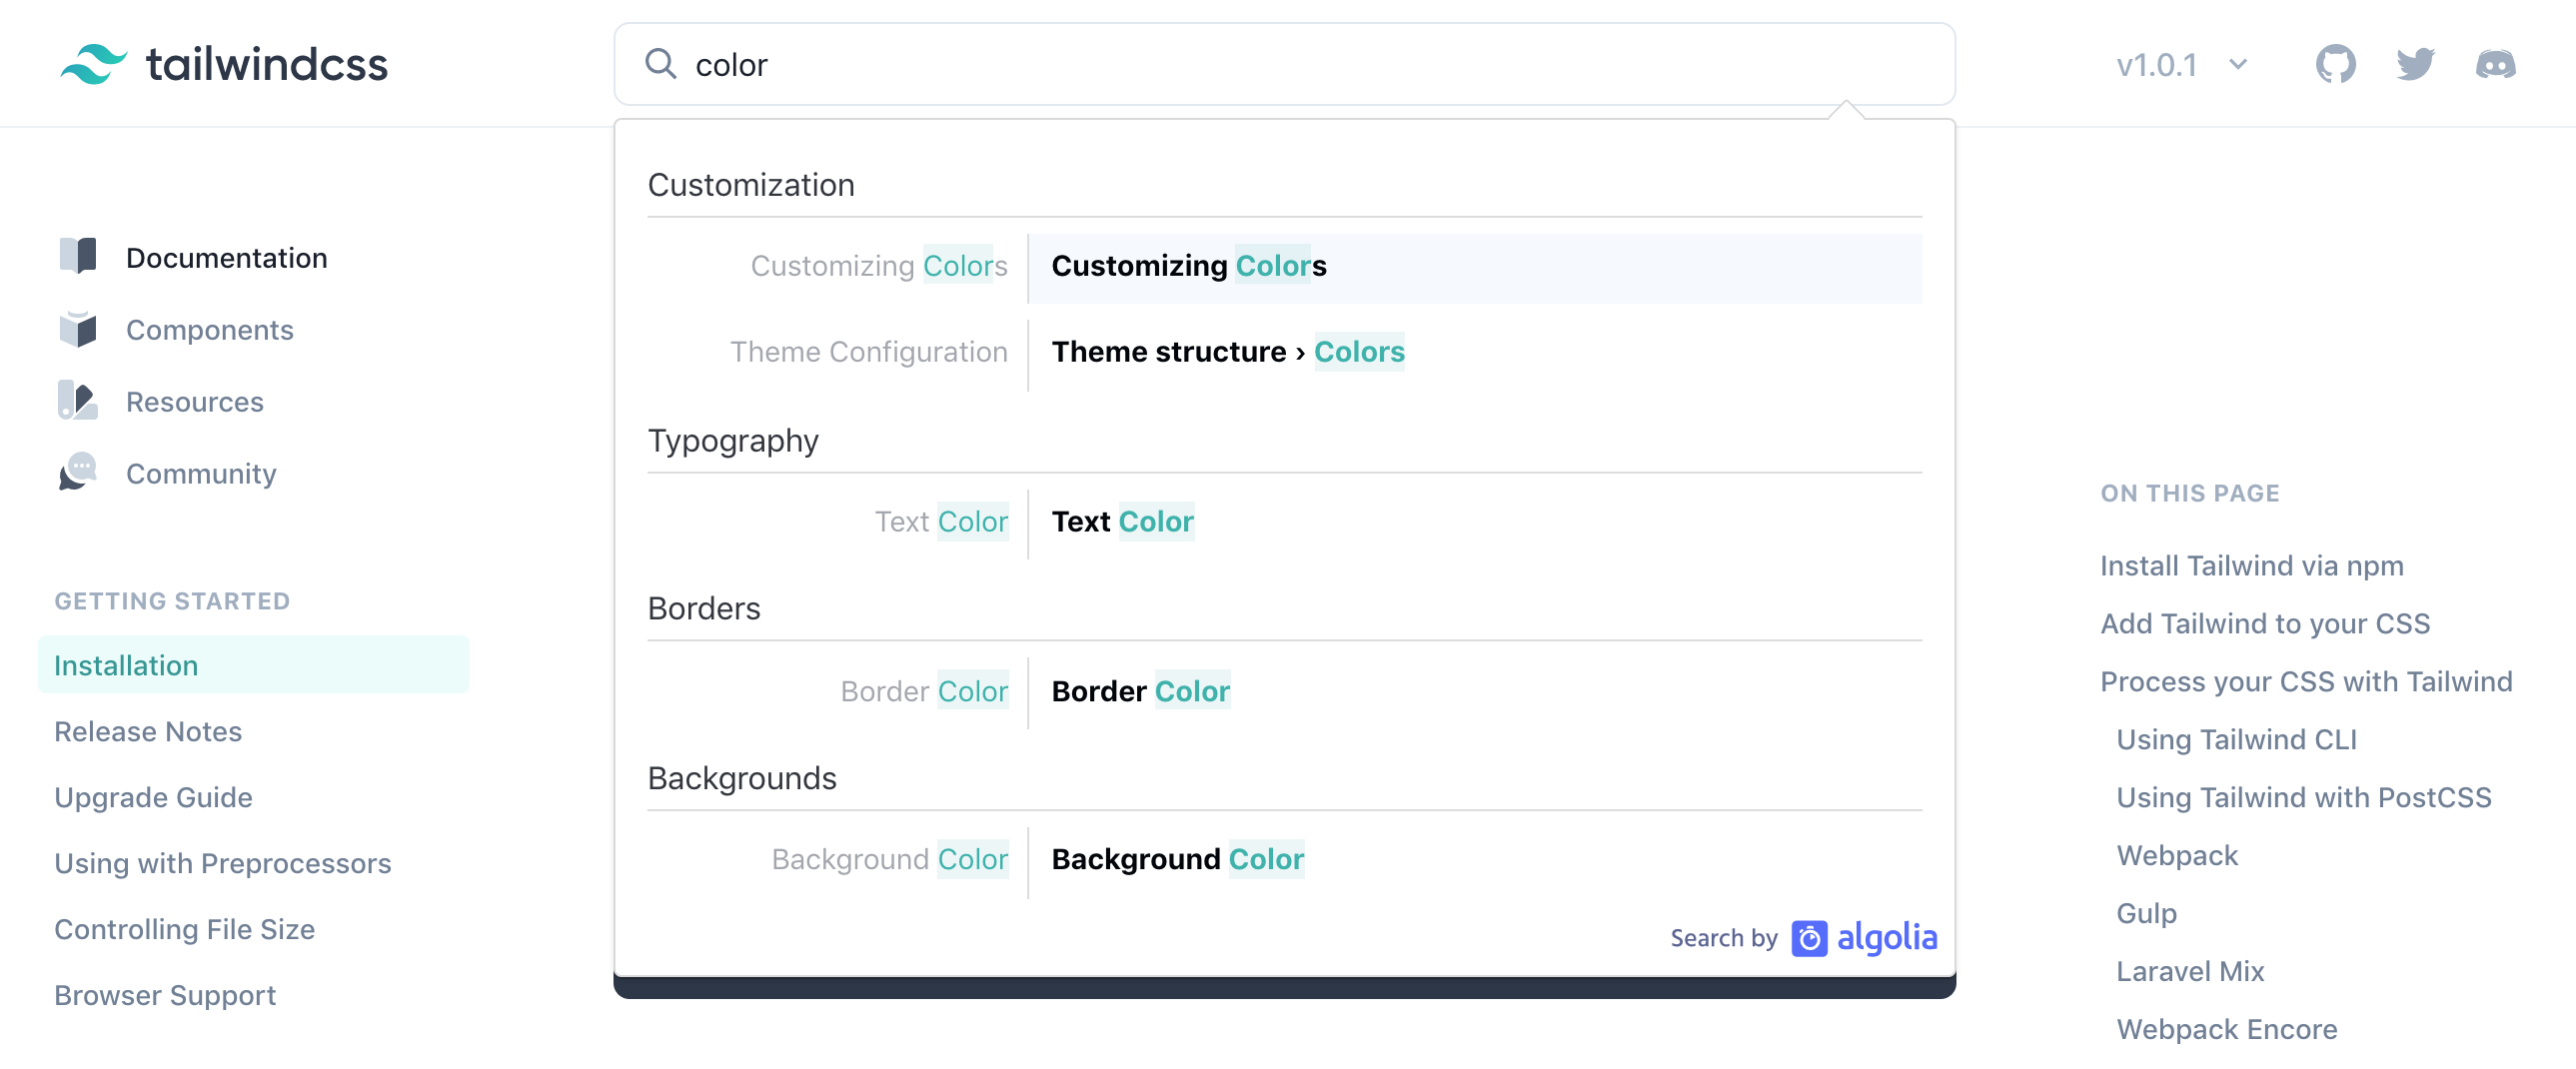 tailwindcss
color
v1.0.1
Documentation
Components
Resources
Community
GETTING STARTED
Installation
Release Notes
Upgrade Guide
Using with Preprocessors
Controlling File Size
Browser Support
Customization
Customizing Colors
Customizing Colors
Theme Configuration
Theme structure › Colors
Typography
Text Color
Text Color
Borders
Border Color
Border Color
Backgrounds
Background Color
Background Color
Search by algolia
ON THIS PAGE
Install Tailwind via npm
Add Tailwind to your CSS
Process your CSS with Tailwind
Using Tailwind CLI
Using Tailwind with PostCSS
Webpack
Gulp
Laravel Mix
Webpack Encore